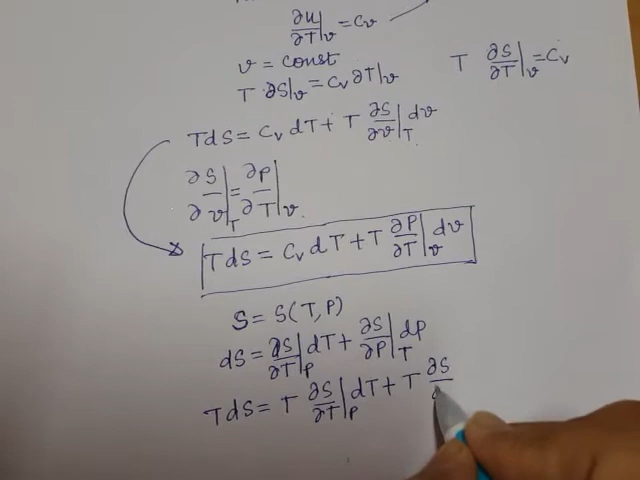 ∂u/∂T|v = Cv
v = const
T·∂S|v = Cv ∂T|v T ∂S/∂T|v = Cv
TdS = Cv dT + T ∂S/∂v|T dv
∂S/∂v|T = ∂P/∂T|v
TdS = Cv dT + T ∂P/∂T|v dv
S = S(T, P)
dS = ∂S/∂T|P dT + ∂S/∂P|T dP
TdS = T ∂S/∂T|P dT + T ∂S